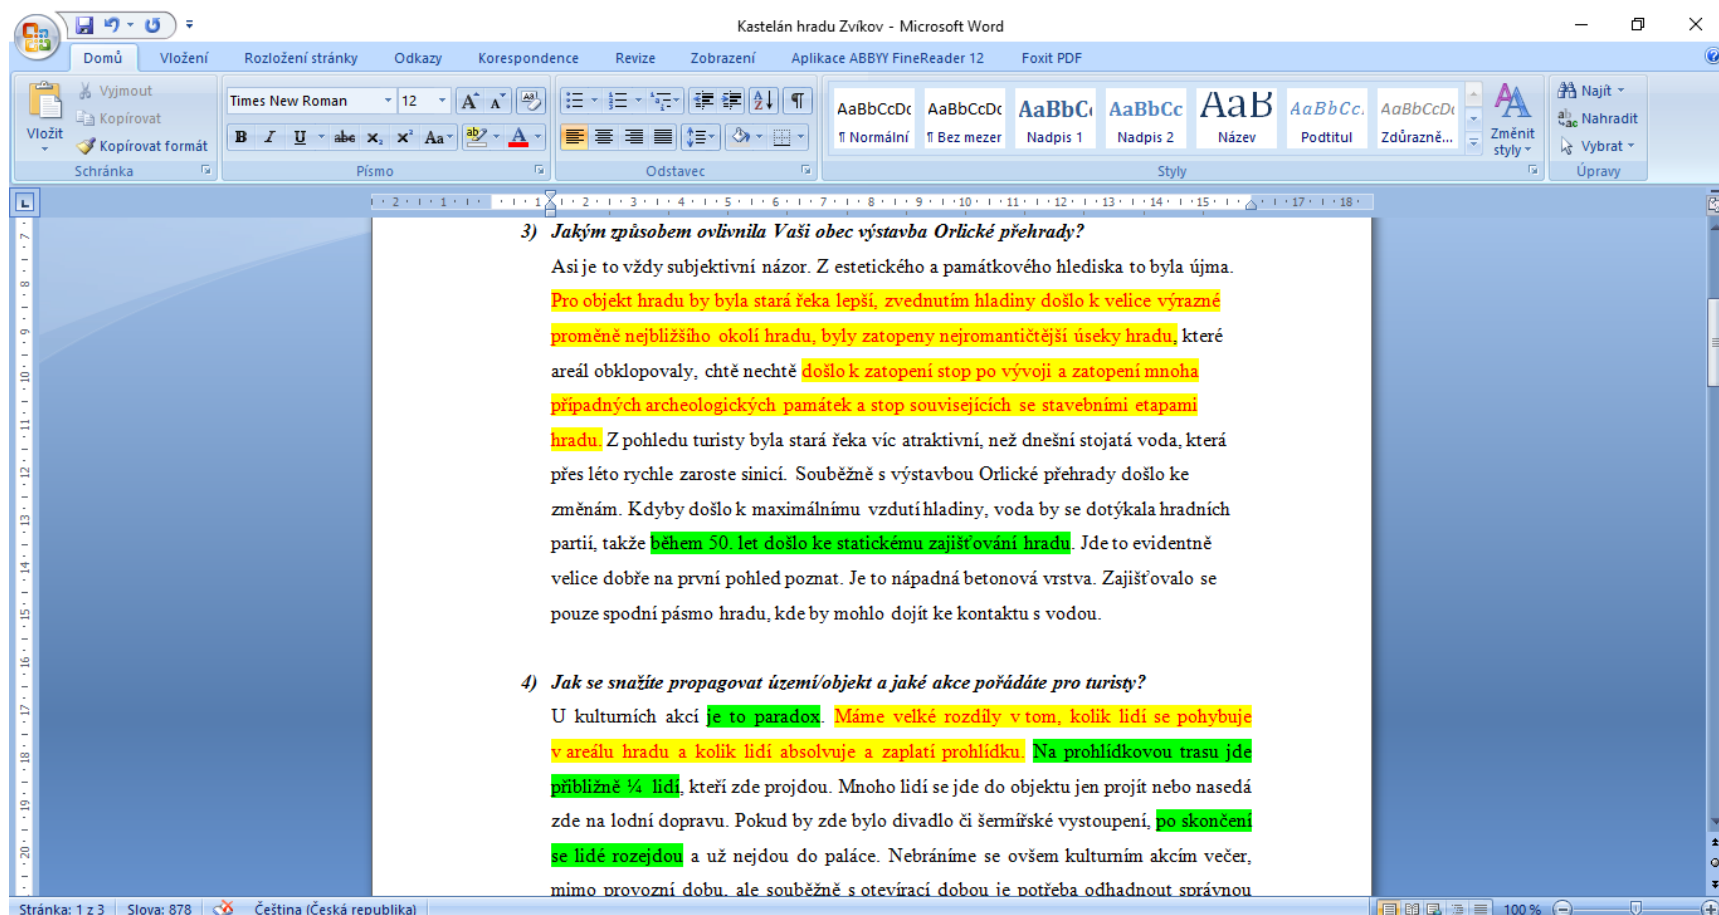 Kastelán hradu Zvíkov - Microsoft Word
Domů Vložení Rozložení stránky Odkazy Korespondence Revize Zobrazení Aplikace ABBYY FineReader 12 Foxit PDF
Vložit
Vyjmout
Kopírovat
Kopírovat formát
Schránka
Times New Roman 12
Písmo
Odstavec
AaBbCcDc AaBbCcDc AaBbC AaBbCc AaB AaBbCc. AaBbCcDc
¶ Normální ¶ Bez mezer Nadpis 1 Nadpis 2 Název Podtitul Zdůrazně...
Změnit styly
Styly
Najít
Nahradit
Vybrat
Úpravy
3) Jakým způsobem ovlivnila Vaši obec výstavba Orlické přehrady?
Asi je to vždy subjektivní názor. Z estetického a památkového hlediska to byla újma.
Pro objekt hradu by byla stará řeka lepší, zvednutím hladiny došlo k velice výrazné
proměně nejbližšího okolí hradu, byly zatopeny nejromantičtější úseky hradu, které
areál obklopovaly, chtě nechtě došlo k zatopení stop po vývoji a zatopení mnoha
případných archeologických památek a stop souvisejících se stavebními etapami
hradu. Z pohledu turisty byla stará řeka víc atraktivní, než dnešní stojatá voda, která
přes léto rychle zaroste sinicí. Souběžně s výstavbou Orlické přehrady došlo ke
změnám. Kdyby došlo k maximálnímu vzdutí hladiny, voda by se dotýkala hradních
partií, takže během 50. let došlo ke statickému zajišťování hradu. Jde to evidentně
velice dobře na první pohled poznat. Je to nápadná betonová vrstva. Zajišťovalo se
pouze spodní pásmo hradu, kde by mohlo dojít ke kontaktu s vodou.
4) Jak se snažíte propagovat území/objekt a jaké akce pořádáte pro turisty?
U kulturních akcí je to paradox. Máme velké rozdíly v tom, kolik lidí se pohybuje
v areálu hradu a kolik lidí absolvuje a zaplatí prohlídku. Na prohlídkovou trasu jde
přibližně ¼ lidí, kteří zde projdou. Mnoho lidí se jde do objektu jen projít nebo nasedá
zde na lodní dopravu. Pokud by zde bylo divadlo či šermířské vystoupení, po skončení
se lidé rozejdou a už nejdou do paláce. Nebráníme se ovšem kulturním akcím večer,
mimo provozní dobu, ale souběžně s otevírací dobou je potřeba odhadnout správnou
Stránka: 1 z 3 Slova: 878 Čeština (Česká republika) 100 %